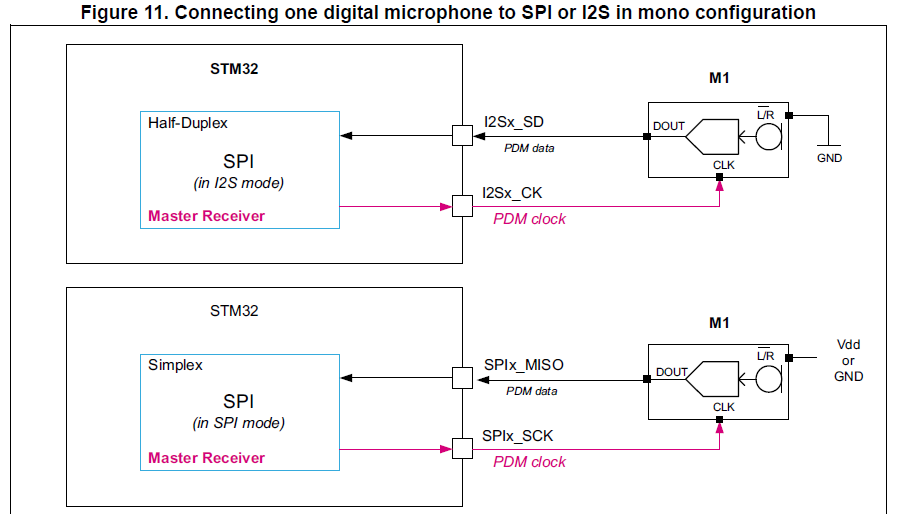 Figure 11. Connecting one digital microphone to SPI or I2S in mono configuration
STM32
M1
Half-Duplex
SPI
(in I2S mode)
Master Receiver
I2Sx_SD
PDM data
I2Sx_CK
PDM clock
DOUT
L/R
CLK
GND
STM32
M1
Simplex
SPI
(in SPI mode)
Master Receiver
SPIx_MISO
PDM data
SPIx_SCK
PDM clock
DOUT
L/R
CLK
Vdd
or
GND